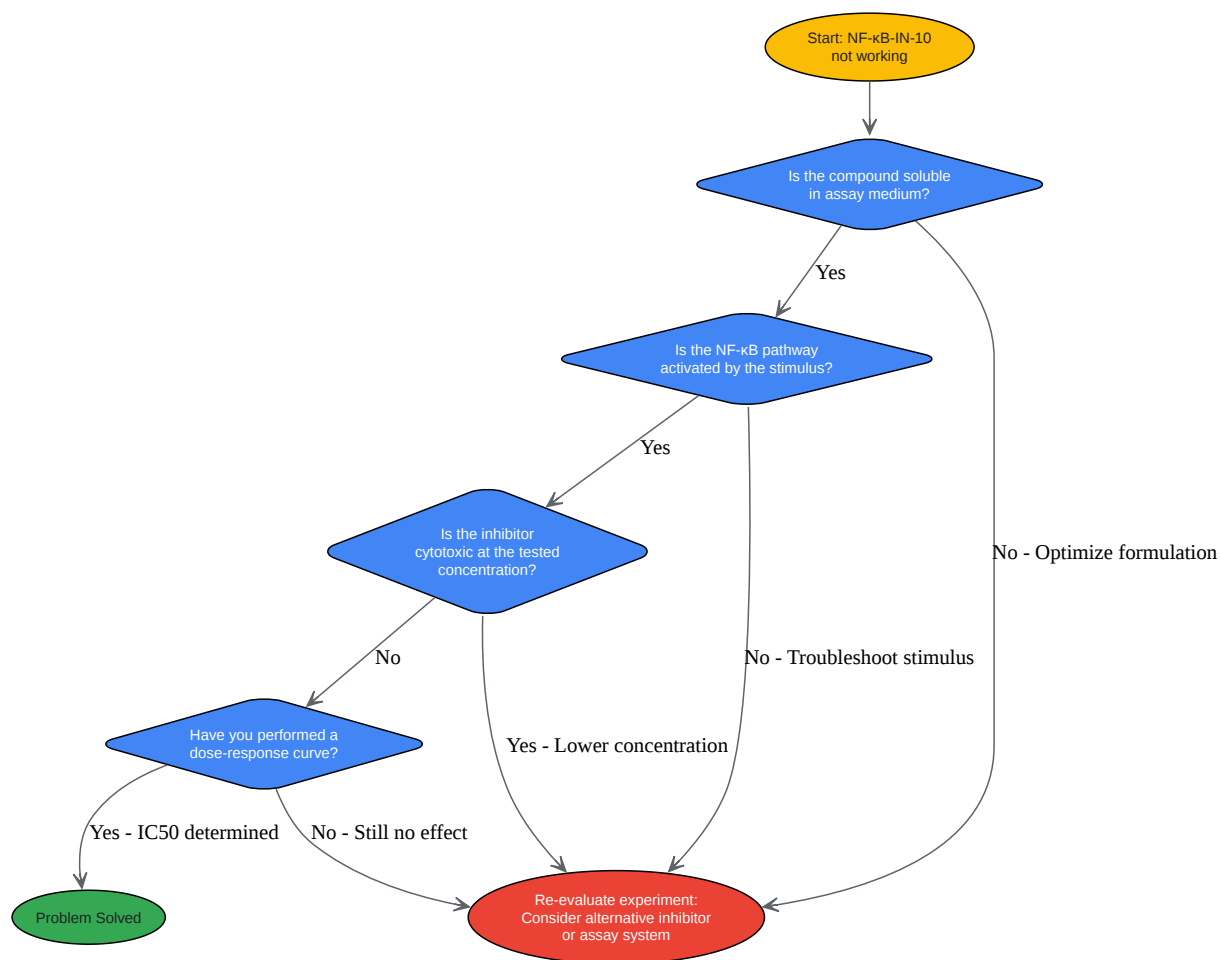 Start: NF-κB-IN-10
not working
Is the compound soluble
in assay medium?
Yes
Is the NF-κB pathway
activated by the stimulus?
Yes
Is the inhibitor
cytotoxic at the tested
concentration?
No - Optimize formulation
No
No - Troubleshoot stimulus
Have you performed a
dose-response curve?
Yes - Lower concentration
Yes - IC50 determined
No - Still no effect
Problem Solved
Re-evaluate experiment:
Consider alternative inhibitor
or assay system